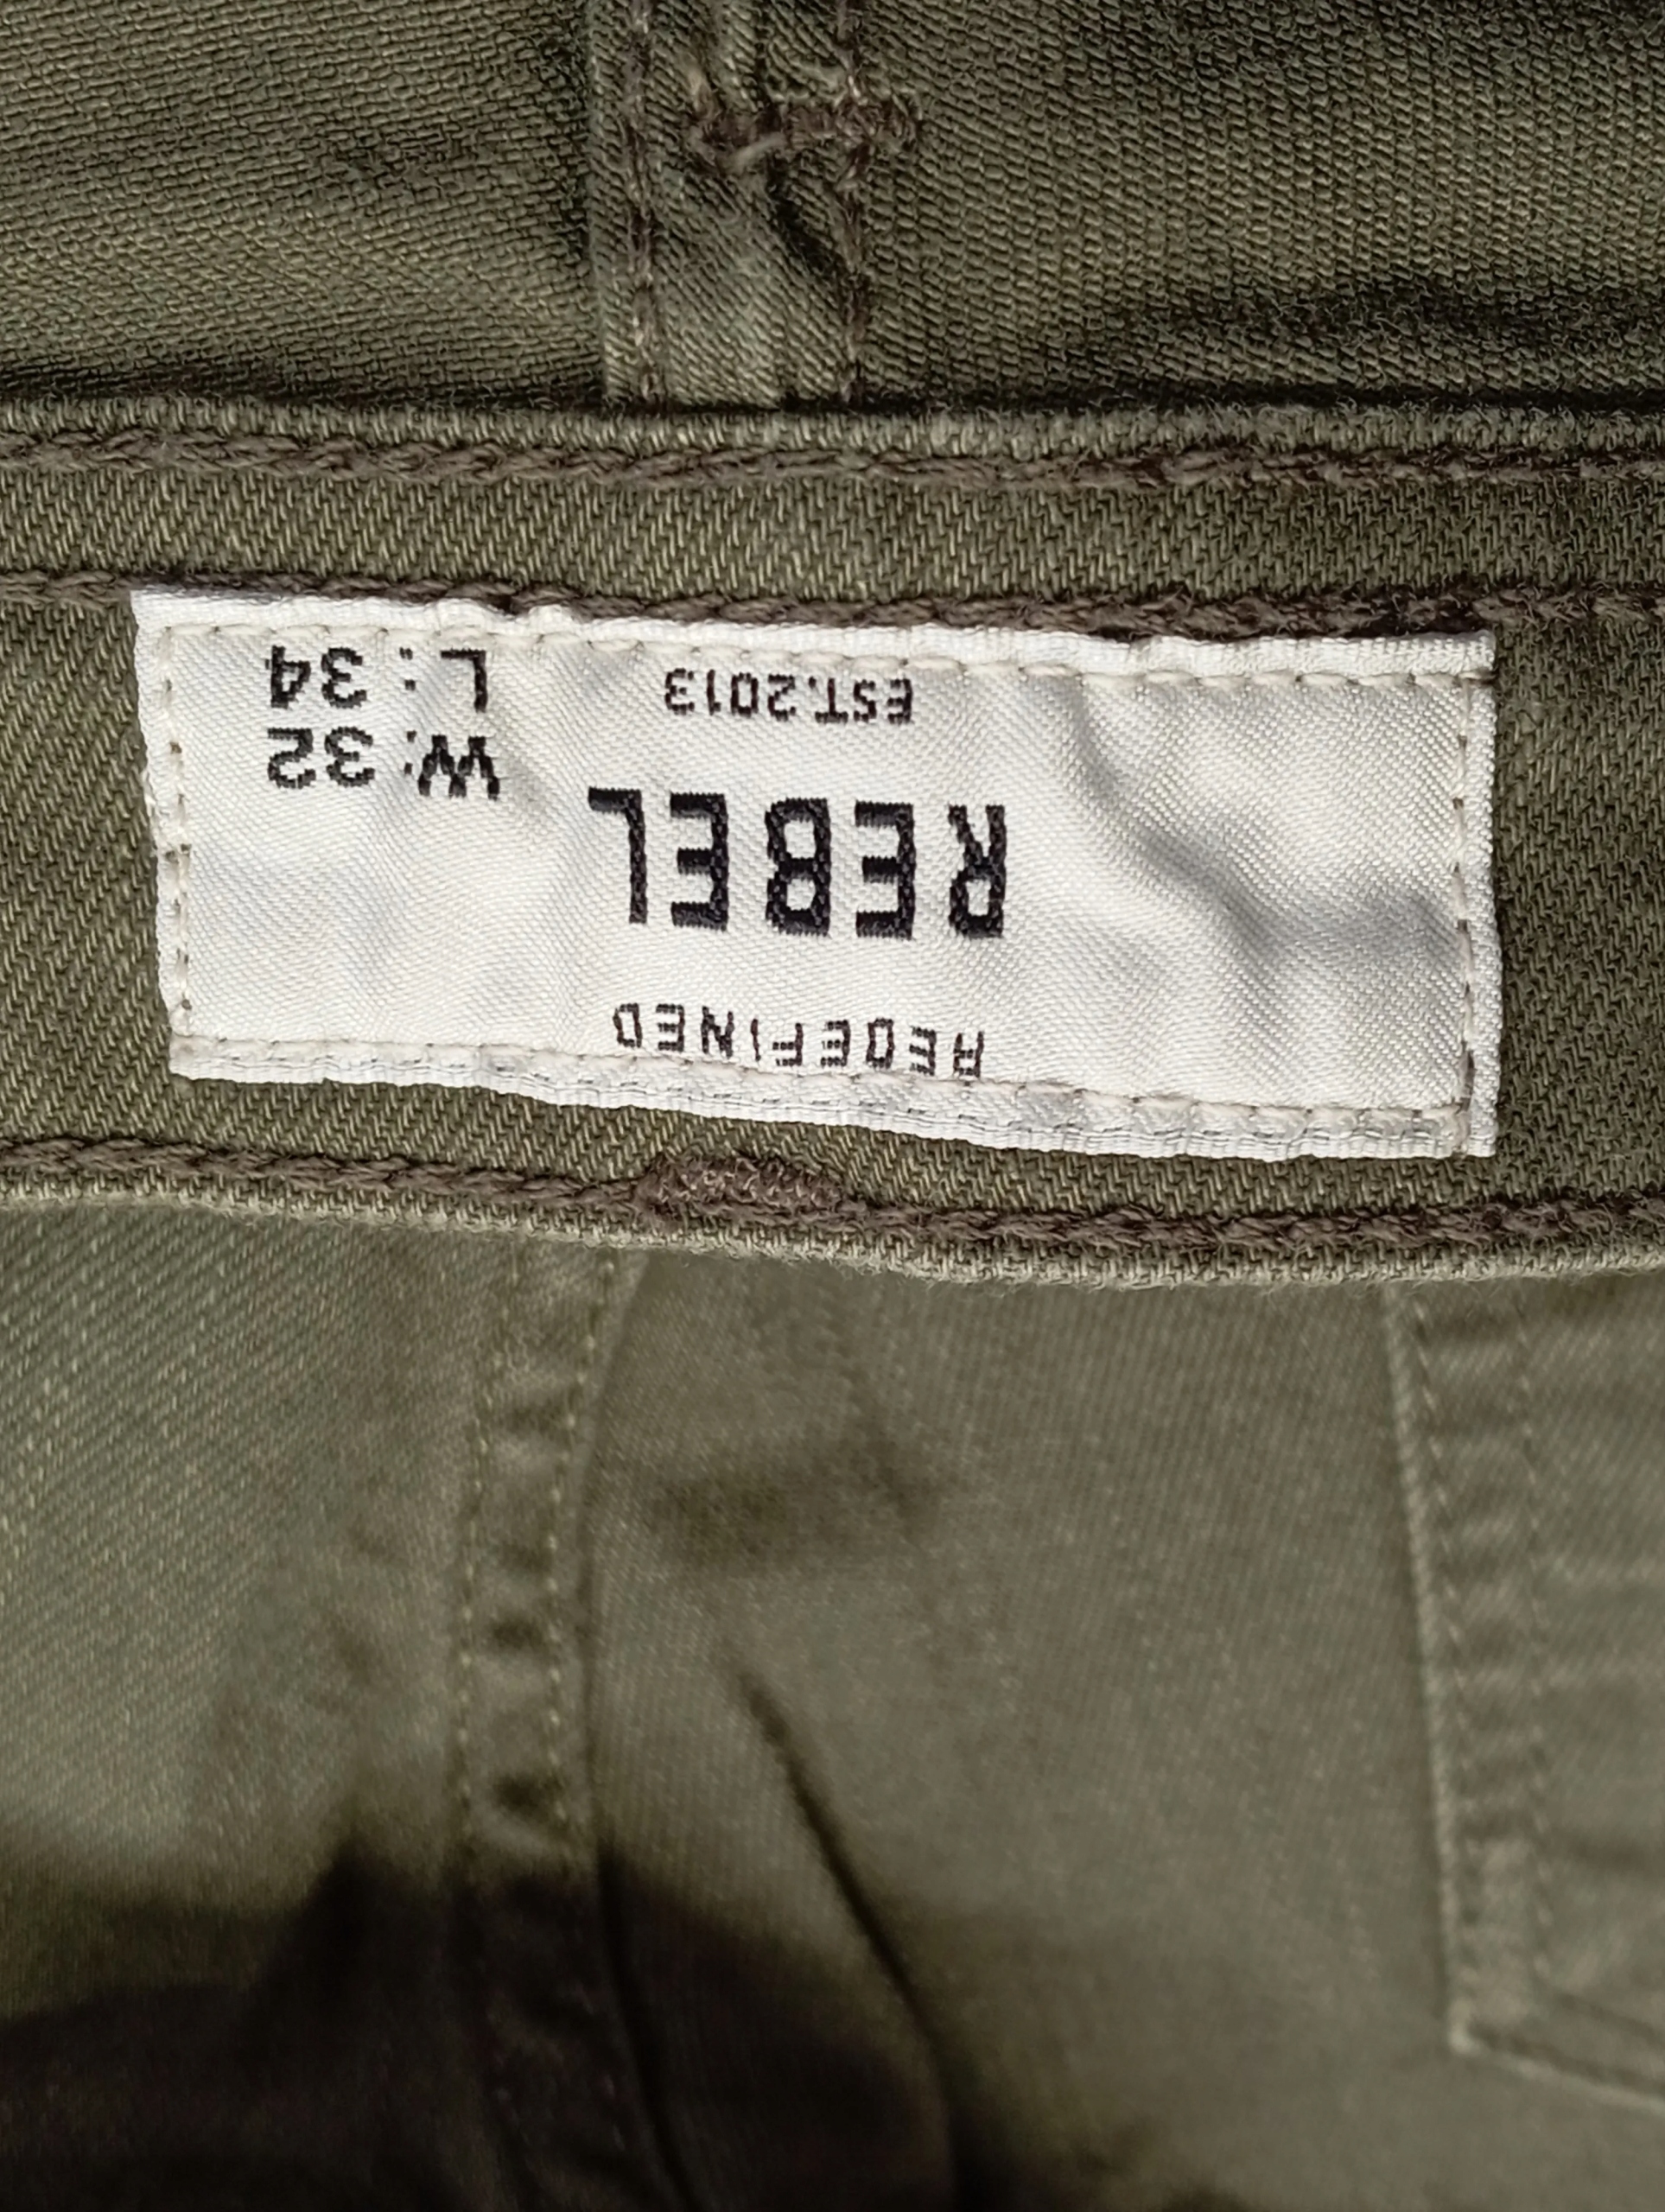 REDEFINED
REBEL
EST.2013
W: 32
L: 34